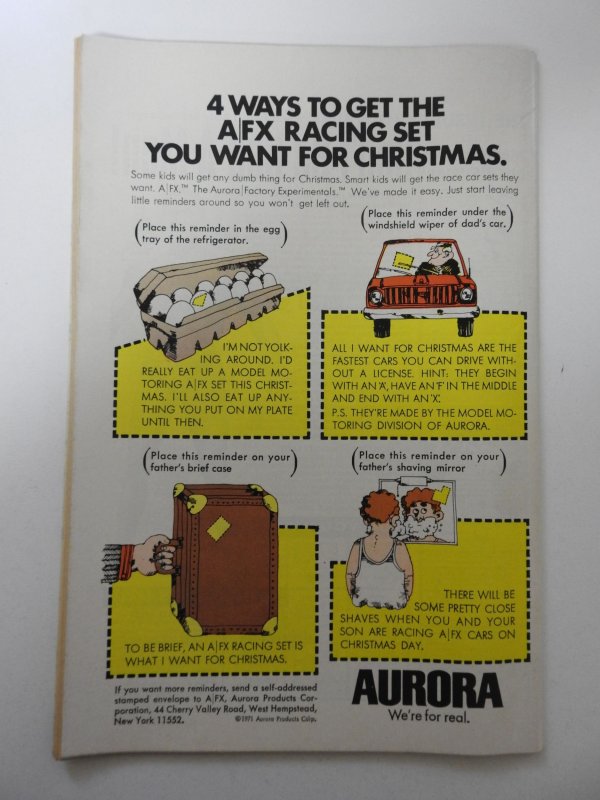 4 WAYS TO GET THE
A|FX RACING SET
YOU WANT FOR CHRISTMAS.
Some kids will get any dumb thing for Christmas. Smart kids will get the race car sets they
want. A|FX.™ The Aurora|Factory Experimentals.™ We've made it easy. Just start leaving
little reminders around so you won't get left out.
(Place this reminder in the egg
tray of the refrigerator.)
(Place this reminder under the
windshield wiper of dad's car.)
I'M NOT YOLK-
ING AROUND. I'D
REALLY EAT UP A MODEL MO-
TORING A|FX SET THIS CHRIST-
MAS. I'LL ALSO EAT UP ANY-
THING YOU PUT ON MY PLATE
UNTIL THEN.
ALL I WANT FOR CHRISTMAS ARE THE
FASTEST CARS YOU CAN DRIVE WITH-
OUT A LICENSE. HINT: THEY BEGIN
WITH AN 'A', HAVE AN 'F' IN THE MIDDLE
AND END WITH AN 'X'.
P.S. THEY'RE MADE BY THE MODEL MO-
TORING DIVISION OF AURORA.
(Place this reminder on your
father's brief case)
(Place this reminder on your
father's shaving mirror)
TO BE BRIEF, AN A|FX RACING SET IS
WHAT I WANT FOR CHRISTMAS.
THERE WILL BE
SOME PRETTY CLOSE
SHAVES WHEN YOU AND YOUR
SON ARE RACING A|FX CARS ON
CHRISTMAS DAY.
If you want more reminders, send a self-addressed
stamped envelope to A|FX, Aurora Products Cor-
poration, 44 Cherry Valley Road, West Hempstead,
New York 11552.
©1971 Aurora Products Corp.
AURORA
We're for real.